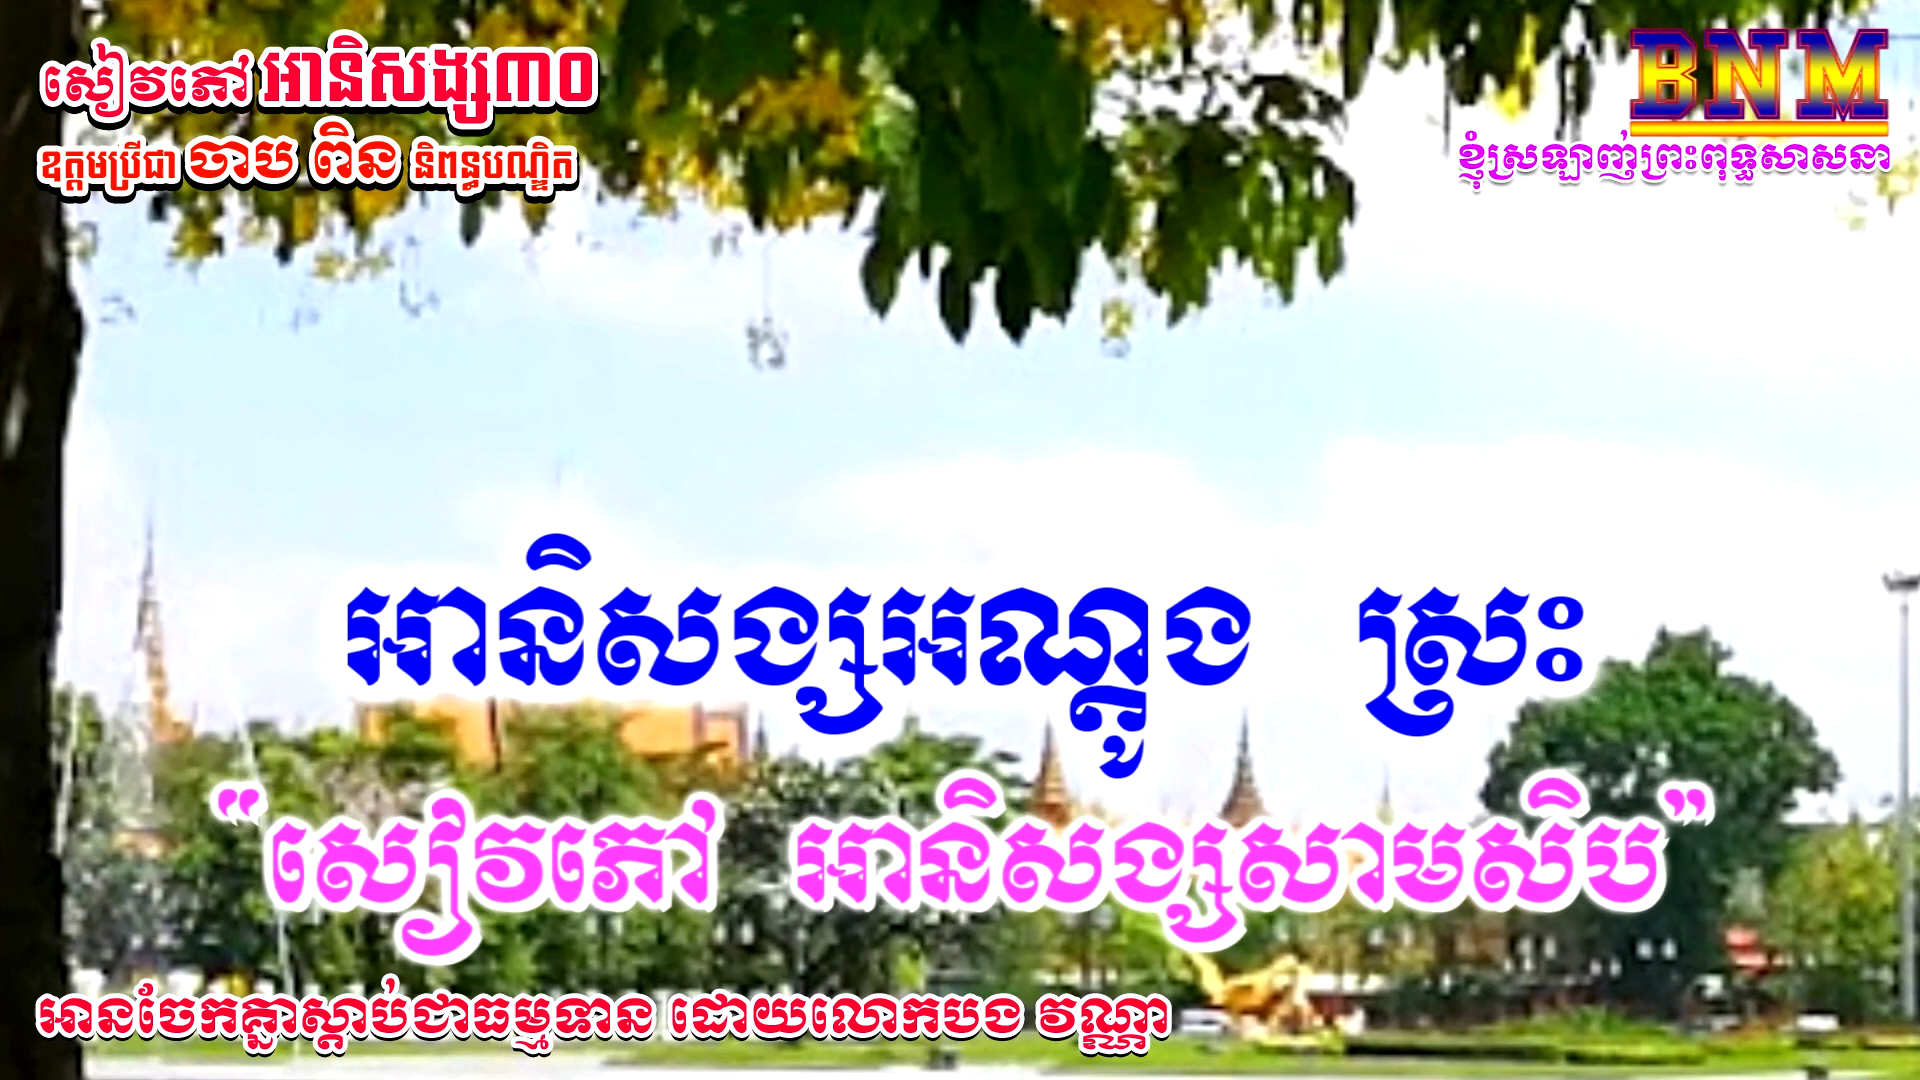 សៀវភៅ អានិសង្ស៣០
ឧត្តមប្រីជា ចាប ពិន និពន្ធបណ្ឌិត
BNM
ខ្ញុំស្រឡាញ់ព្រះពុទ្ធសាសនា
អានិសង្សអណ្តូង ស្រះ
"សៀវភៅ អានិសង្សសាមសិប"
អានចែកគ្នាស្តាប់ជាធម្មទាន ដោយលោកបង វណ្ណា